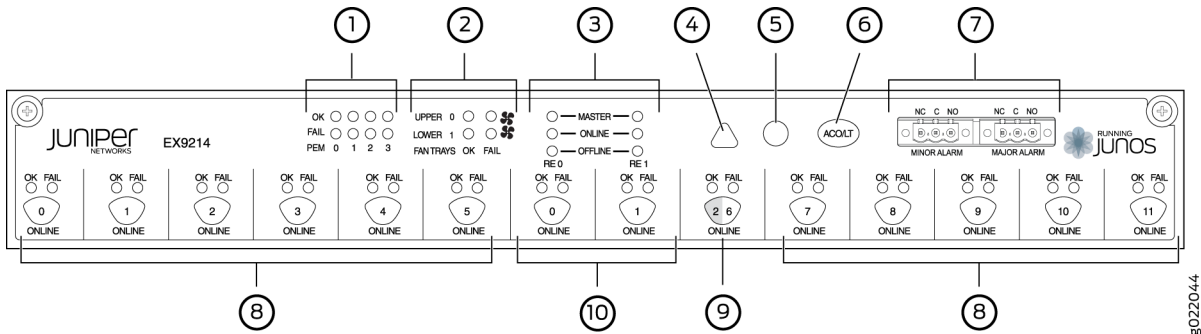 1 2 3 4 5 6 7
JUNIPER
NETWORKS
EX9214
OK
FAIL
PEM 0 1 2 3
UPPER 0
LOWER 1
FAN TRAYS OK FAIL
MASTER
ONLINE
OFFLINE
RE 0 RE 1
ACO/LT
NC C NO NC C NO
MINOR ALARM MAJOR ALARM
RUNNING
JUNOS
OK FAIL OK FAIL OK FAIL OK FAIL OK FAIL OK FAIL OK FAIL OK FAIL OK FAIL OK FAIL OK FAIL OK FAIL OK FAIL OK FAIL
0 1 2 3 4 5 0 1 2 6 7 8 9 10 11
ONLINE ONLINE ONLINE ONLINE ONLINE ONLINE ONLINE ONLINE ONLINE ONLINE ONLINE ONLINE ONLINE ONLINE
8 10 9 8
g022044